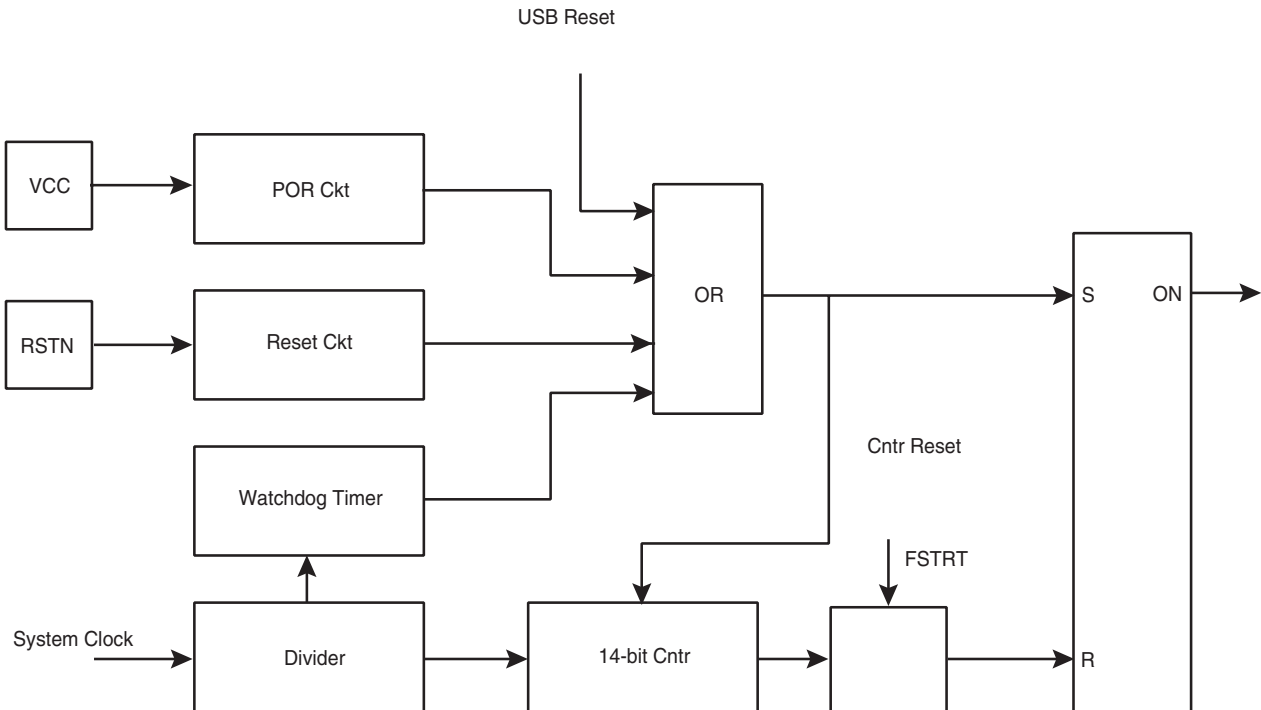 USB Reset
VCC
POR Ckt
RSTN
Reset Ckt
OR
S
ON
Cntr Reset
Watchdog Timer
FSTRT
System Clock
Divider
14-bit Cntr
R